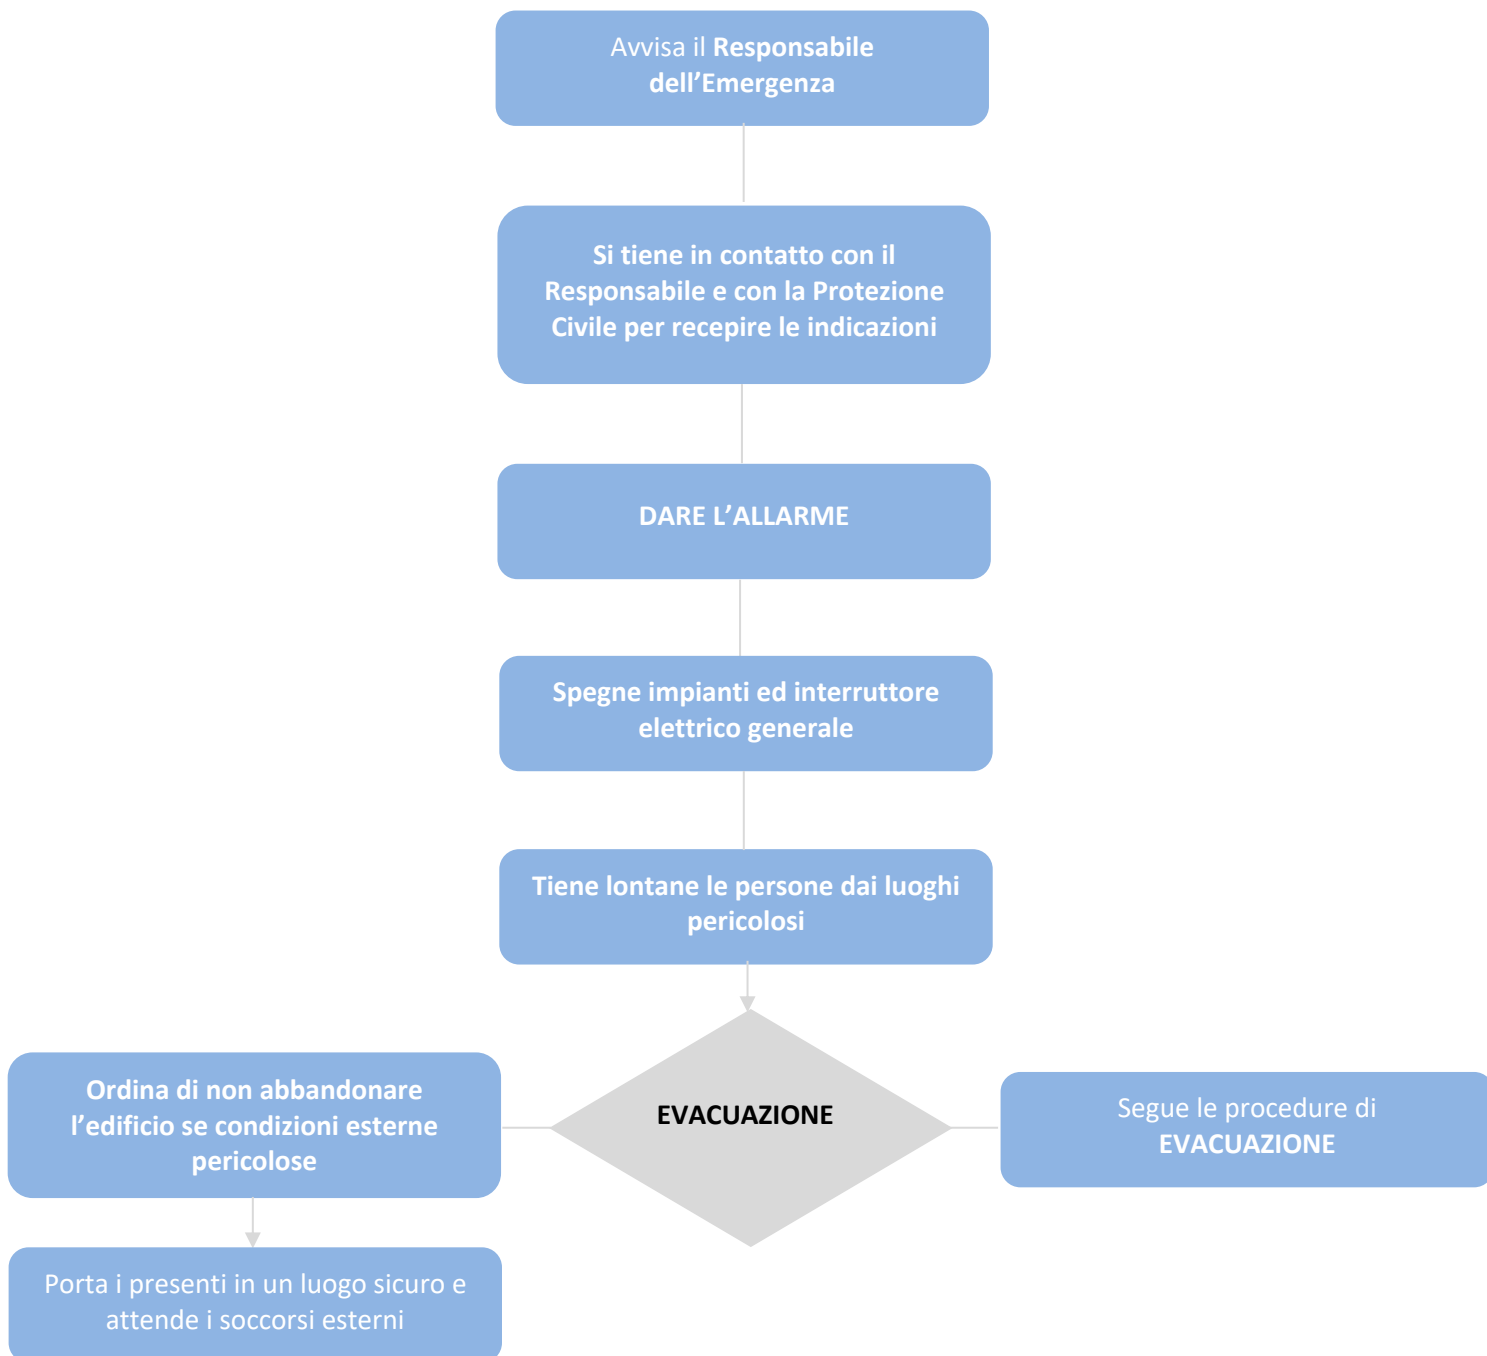 Avvisa il Responsabile
dell’Emergenza
Si tiene in contatto con il
Responsabile e con la Protezione
Civile per recepire le indicazioni
DARE L’ALLARME
Spegne impianti ed interruttore
elettrico generale
Tiene lontane le persone dai luoghi
pericolosi
EVACUAZIONE
Ordina di non abbandonare
l’edificio se condizioni esterne
pericolose
Segue le procedure di
EVACUAZIONE
Porta i presenti in un luogo sicuro e
attende i soccorsi esterni